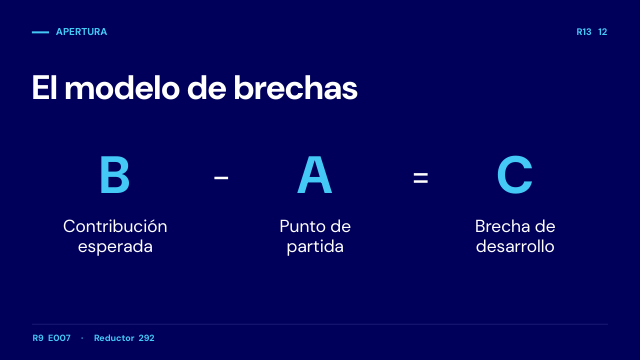 APERTURA
R13 12
El modelo de brechas
B - A = C
Contribución esperada
Punto de partida
Brecha de desarrollo
R9 E007 · Reductor 292